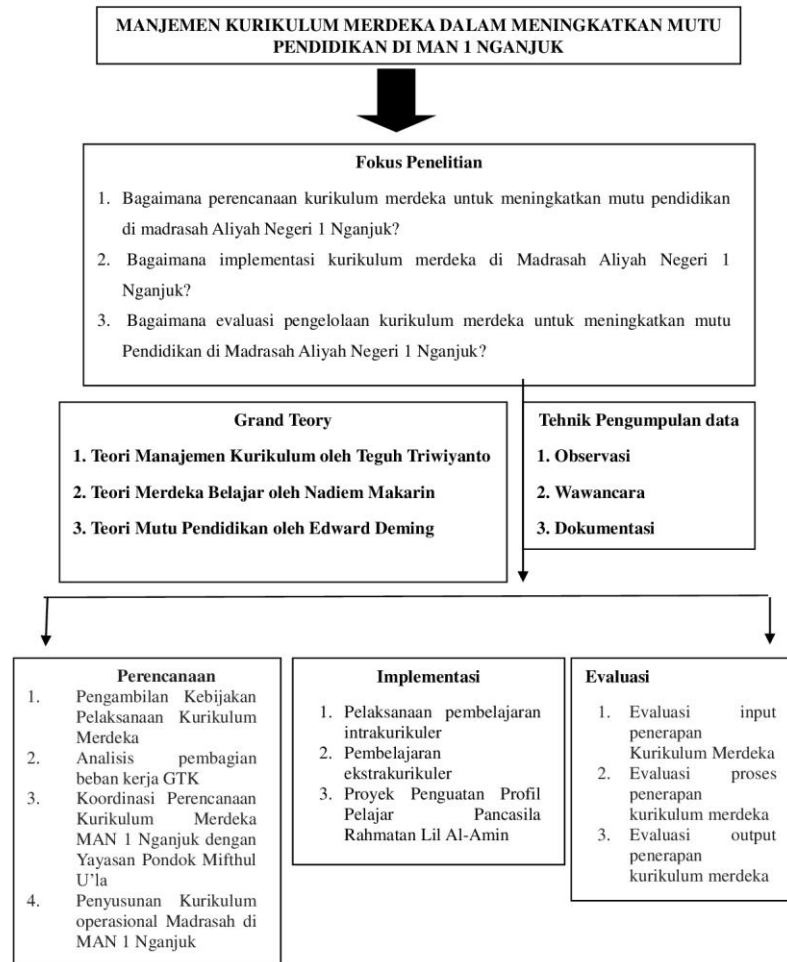 MANJEMEN KURIKULUM MERDEKA DALAM MENINGKATKAN MUTU
PENDIDIKAN DI MAN 1 NGANJUK
Fokus Penelitian
1. Bagaimana perencanaan kurikulum merdeka untuk meningkatkan mutu pendidikan
di madrasah Aliyah Negeri 1 Nganjuk?
2. Bagaimana implementasi kurikulum merdeka di Madrasah Aliyah Negeri 1
Nganjuk?
3. Bagaimana evaluasi pengelolaan kurikulum merdeka untuk meningkatkan mutu
Pendidikan di Madrasah Aliyah Negeri 1 Nganjuk?
Grand Teory
1. Teori Manajemen Kurikulum oleh Teguh Triwiyanto
2. Teori Merdeka Belajar oleh Nadiem Makarin
3. Teori Mutu Pendidikan oleh Edward Deming
Tehnik Pengumpulan data
1. Observasi
2. Wawancara
3. Dokumentasi
Perencanaan
1. Pengambilan Kebijakan
Pelaksanaan Kurikulum
Merdeka
2. Analisis pembagian
beban kerja GTK
3. Koordinasi Perencanaan
Kurikulum Merdeka
MAN 1 Nganjuk dengan
Yayasan Pondok Mifthul
U'la
4. Penyusunan Kurikulum
operasional Madrasah di
MAN 1 Nganjuk
Implementasi
1. Pelaksanaan pembelajaran
intrakurikuler
2. Pembelajaran
ekstrakurikuler
3. Proyek Penguatan Profil
Pelajar Pancasila
Rahmatan Lil Al-Amin
Evaluasi
1. Evaluasi input
penerapan
Kurikulum Merdeka
2. Evaluasi proses
penerapan
kurikulum merdeka
3. Evaluasi output
penerapan
kurikulum merdeka